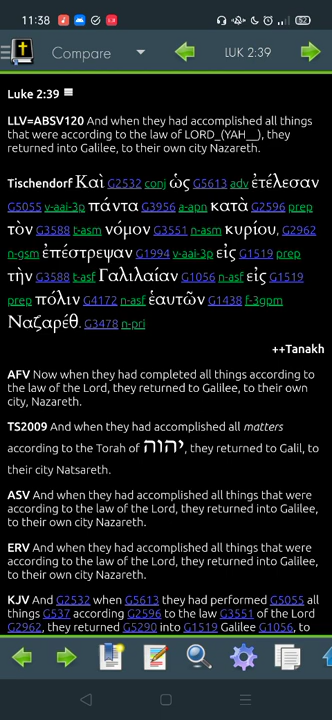 11:38
52
Compare
LUK 2:39
Luke 2:39
LLV=ABSV120 And when they had accomplished all things
that were according to the law of LORD_(YAH__), they
returned into Galilee, to their own city Nazareth.
Tischendorf Καὶ G2532 conj ὡς G5613 adv ἐτέλεσαν
G5055 v-aai-3p πάντα G3956 a-apn κατὰ G2596 prep
τὸν G3588 t-asm νόμον G3551 n-asm κυρίου, G2962
n-gsm ἐπέστρεψαν G1994 v-aai-3p εἰς G1519 prep
τὴν G3588 t-asf Γαλιλαίαν G1056 n-asf εἰς G1519
prep πόλιν G4172 n-asf ἑαυτῶν G1438 f-3gpm
Ναζαρέθ. G3478 n-pri
++Tanakh
AFV Now when they had completed all things according to
the law of the Lord, they returned to Galilee, to their own
city, Nazareth.
TS2009 And when they had accomplished all matters
according to the Torah of יהוה, they returned to Galil, to
their city Natsareth.
ASV And when they had accomplished all things that were
according to the law of the Lord, they returned into Galilee,
to their own city Nazareth.
ERV And when they had accomplished all things that were
according to the law of the Lord, they returned into Galilee,
to their own city Nazareth.
KJV And G2532 when G5613 they had performed G5055 all
things G537 according G2596 to the law G3551 of the Lord
G2962, they returned G5290 into G1519 Galilee G1056, to